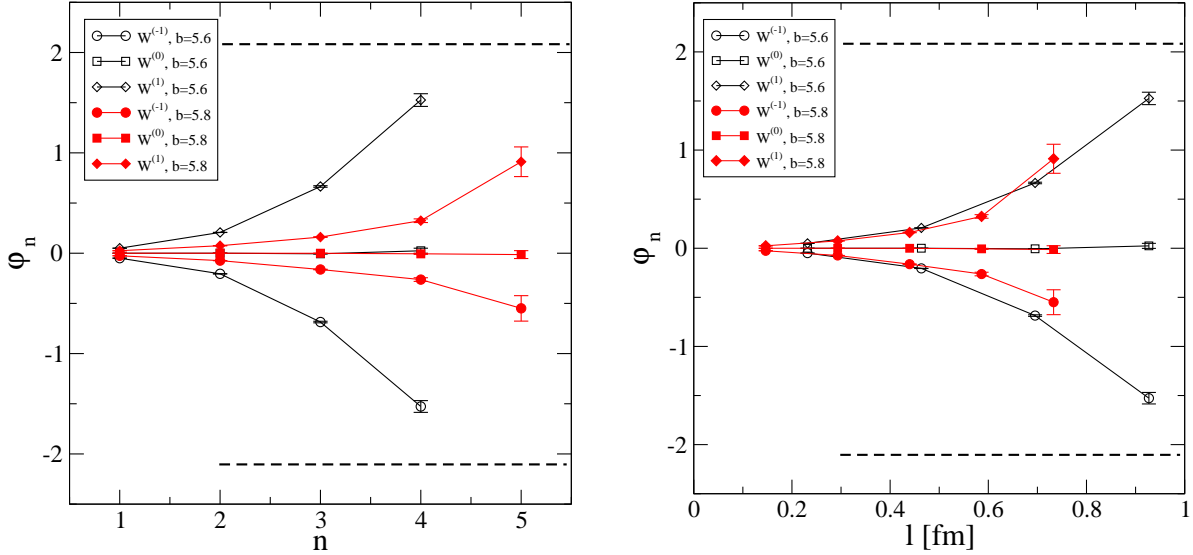 W(-1), b=5.6
W(0), b=5.6
W(1), b=5.6
W(-1), b=5.8
W(0), b=5.8
W(1), b=5.8
2
1
0
-1
-2
φn
1 2 3 4 5
n
W(-1), b=5.6
W(0), b=5.6
W(1), b=5.6
W(-1), b=5.8
W(0), b=5.8
W(1), b=5.8
2
1
0
-1
-2
φn
0 0.2 0.4 0.6 0.8 1
l [fm]